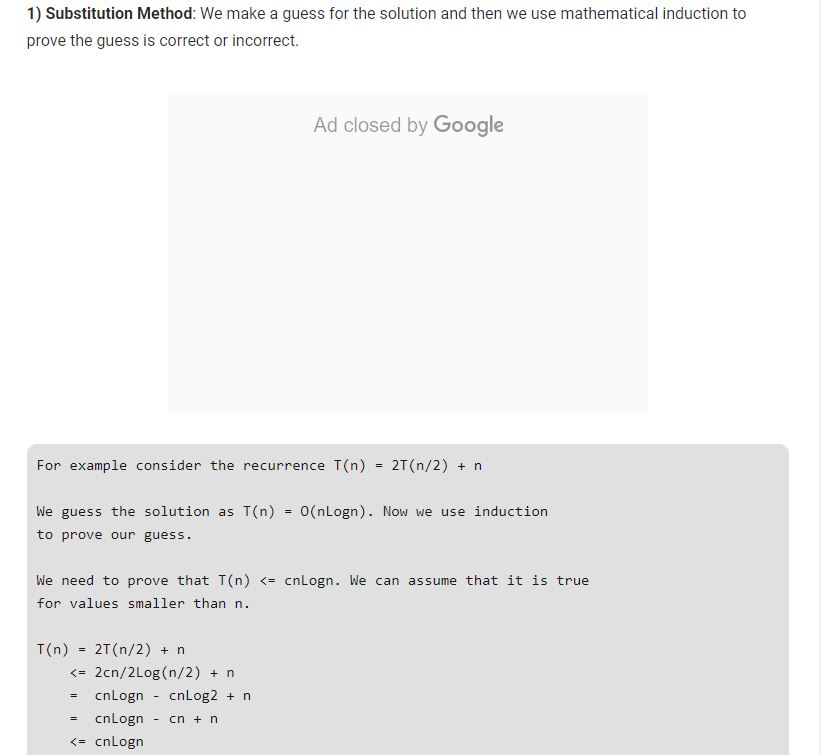 1) Substitution Method: We make a guess for the solution and then we use mathematical induction to
prove the guess is correct or incorrect.
Ad closed by Google
For example consider the recurrence T(n) = 2T(n/2) + n
We guess the solution as T(n) = O(nLogn). Now we use induction
to prove our guess.
We need to prove that T(n) <= cnLogn. We can assume that it is true
for values smaller than n.
T(n) = 2T(n/2) + n
<= 2cn/2Log(n/2) + n
= cnLogn - cnLog2 + n
= cnLogn - cn + n
<= cnLogn